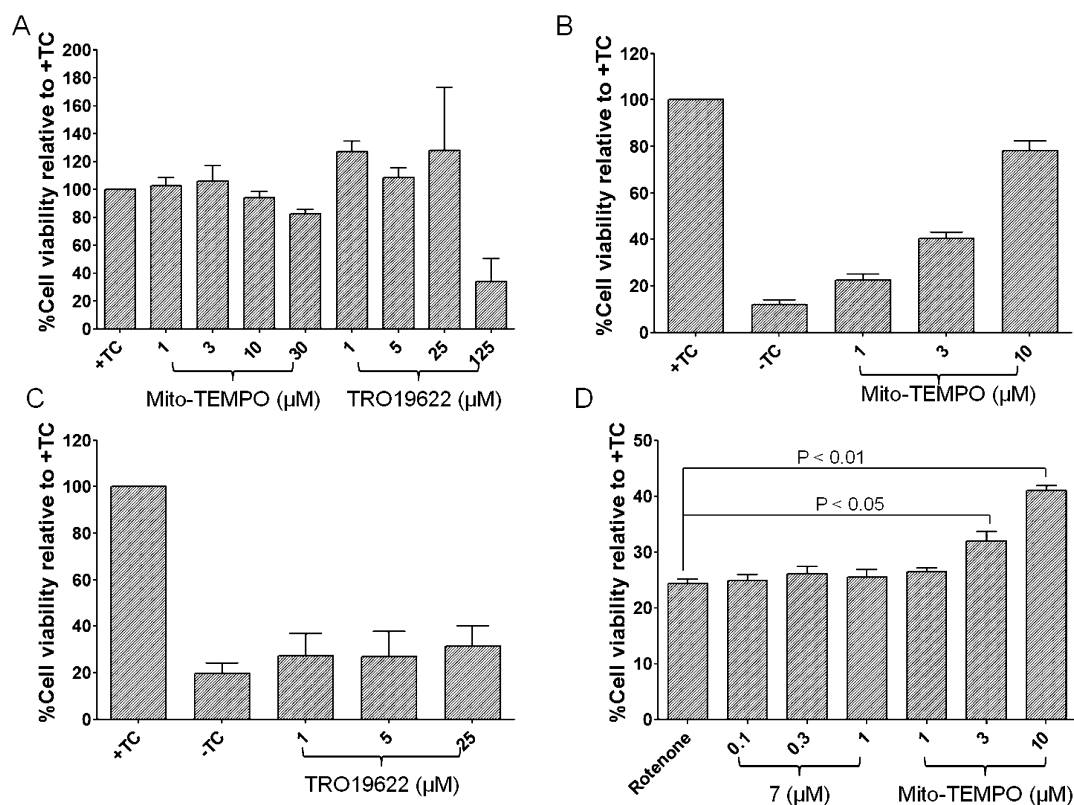 A
%Cell viability relative to +TC
200
180
160
140
120
100
80
60
40
20
0
+TC
1
3
10
30
1
5
25
125
Mito-TEMPO (μM)
TRO19622 (μM)
B
%Cell viability relative to +TC
120
100
80
60
40
20
0
+TC
-TC
1
3
10
Mito-TEMPO (μM)
C
%Cell viability relative to +TC
120
100
80
60
40
20
0
+TC
-TC
1
5
25
TRO19622 (μM)
D
%Cell viability relative to +TC
50
40
30
20
10
0
P < 0.01
P < 0.05
Rotenone
0.1
0.3
1
1
3
10
7 (μM)
Mito-TEMPO (μM)